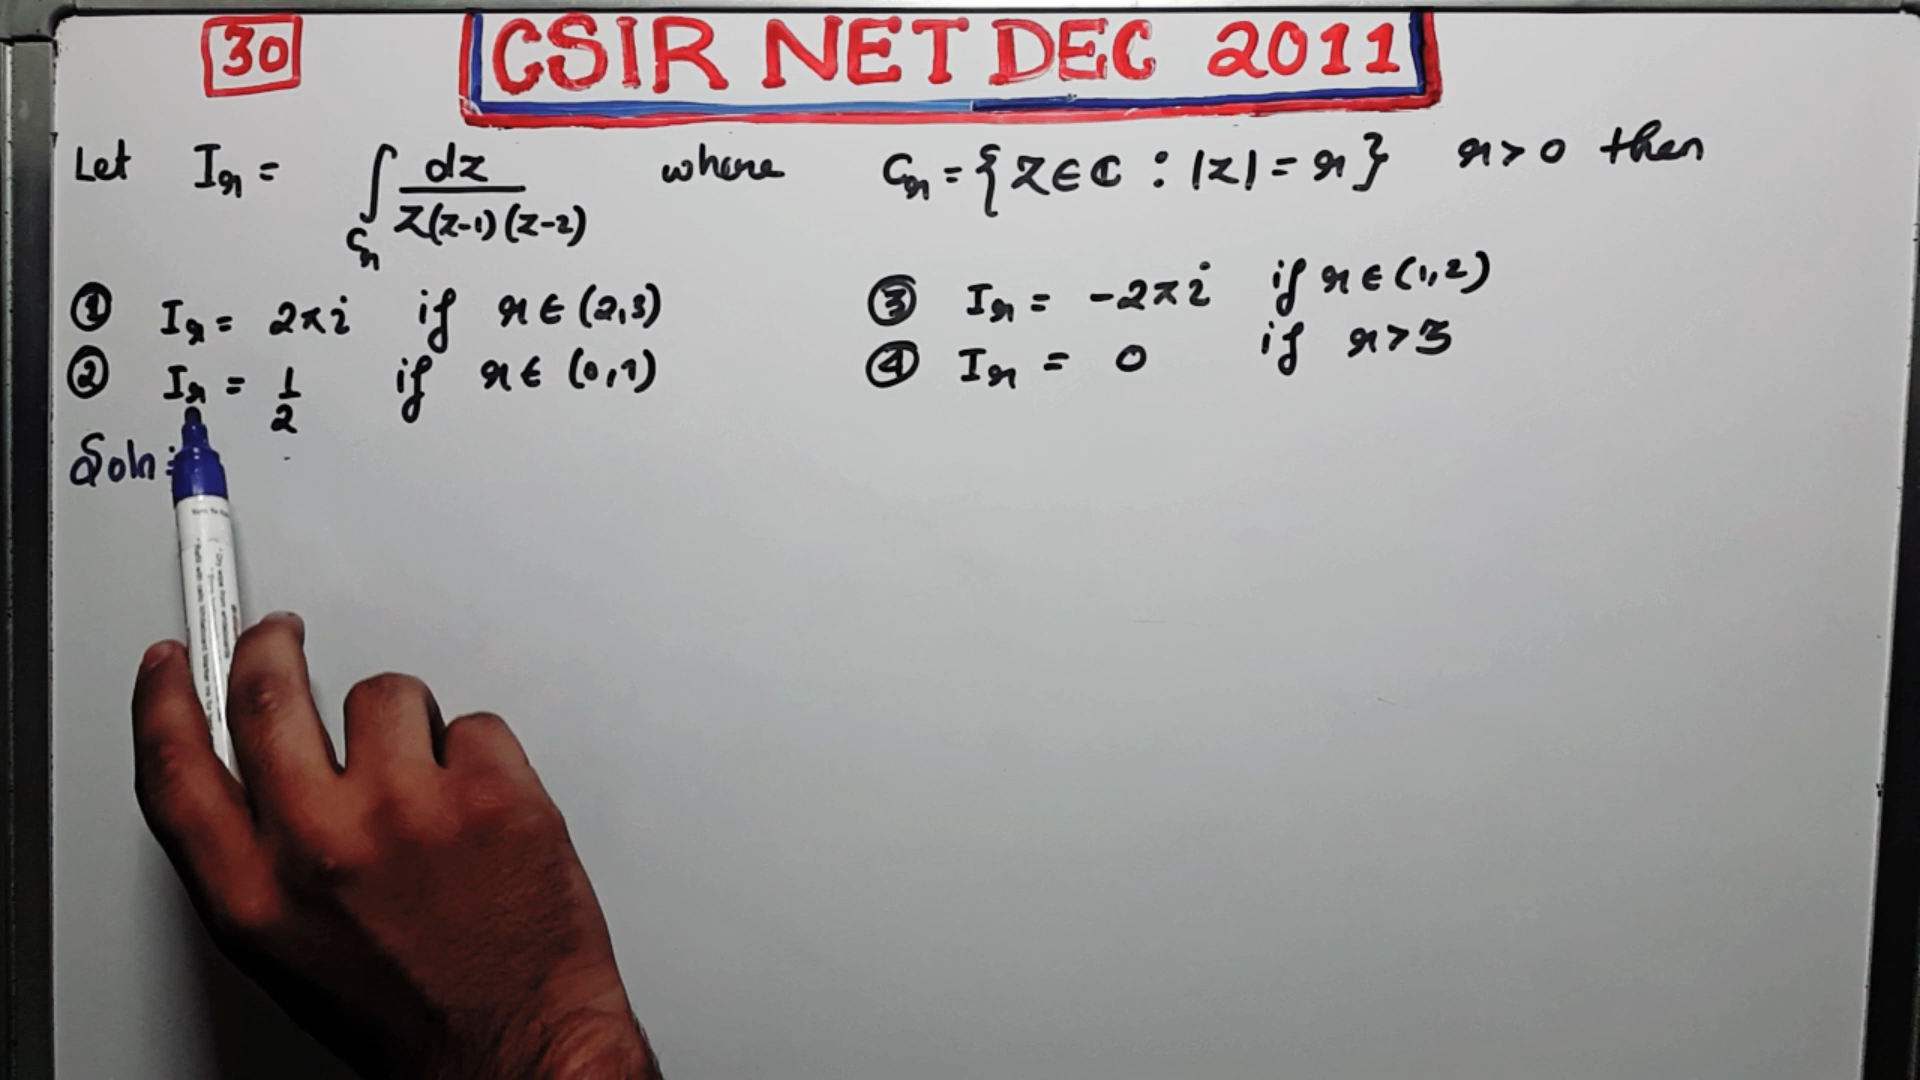 30 CSIR NET DEC 2011
Let Ir = ∫Cr dz / z(z-1)(z-2) where Cr = {z ∈ ℂ : |z| = r} r > 0 then
① Ir = 2πi if r ∈ (2,3)
③ Ir = -2πi if r ∈ (1,2)
② Ir = 1/2 if r ∈ (0,1)
④ Ir = 0 if r > 3
Soln :